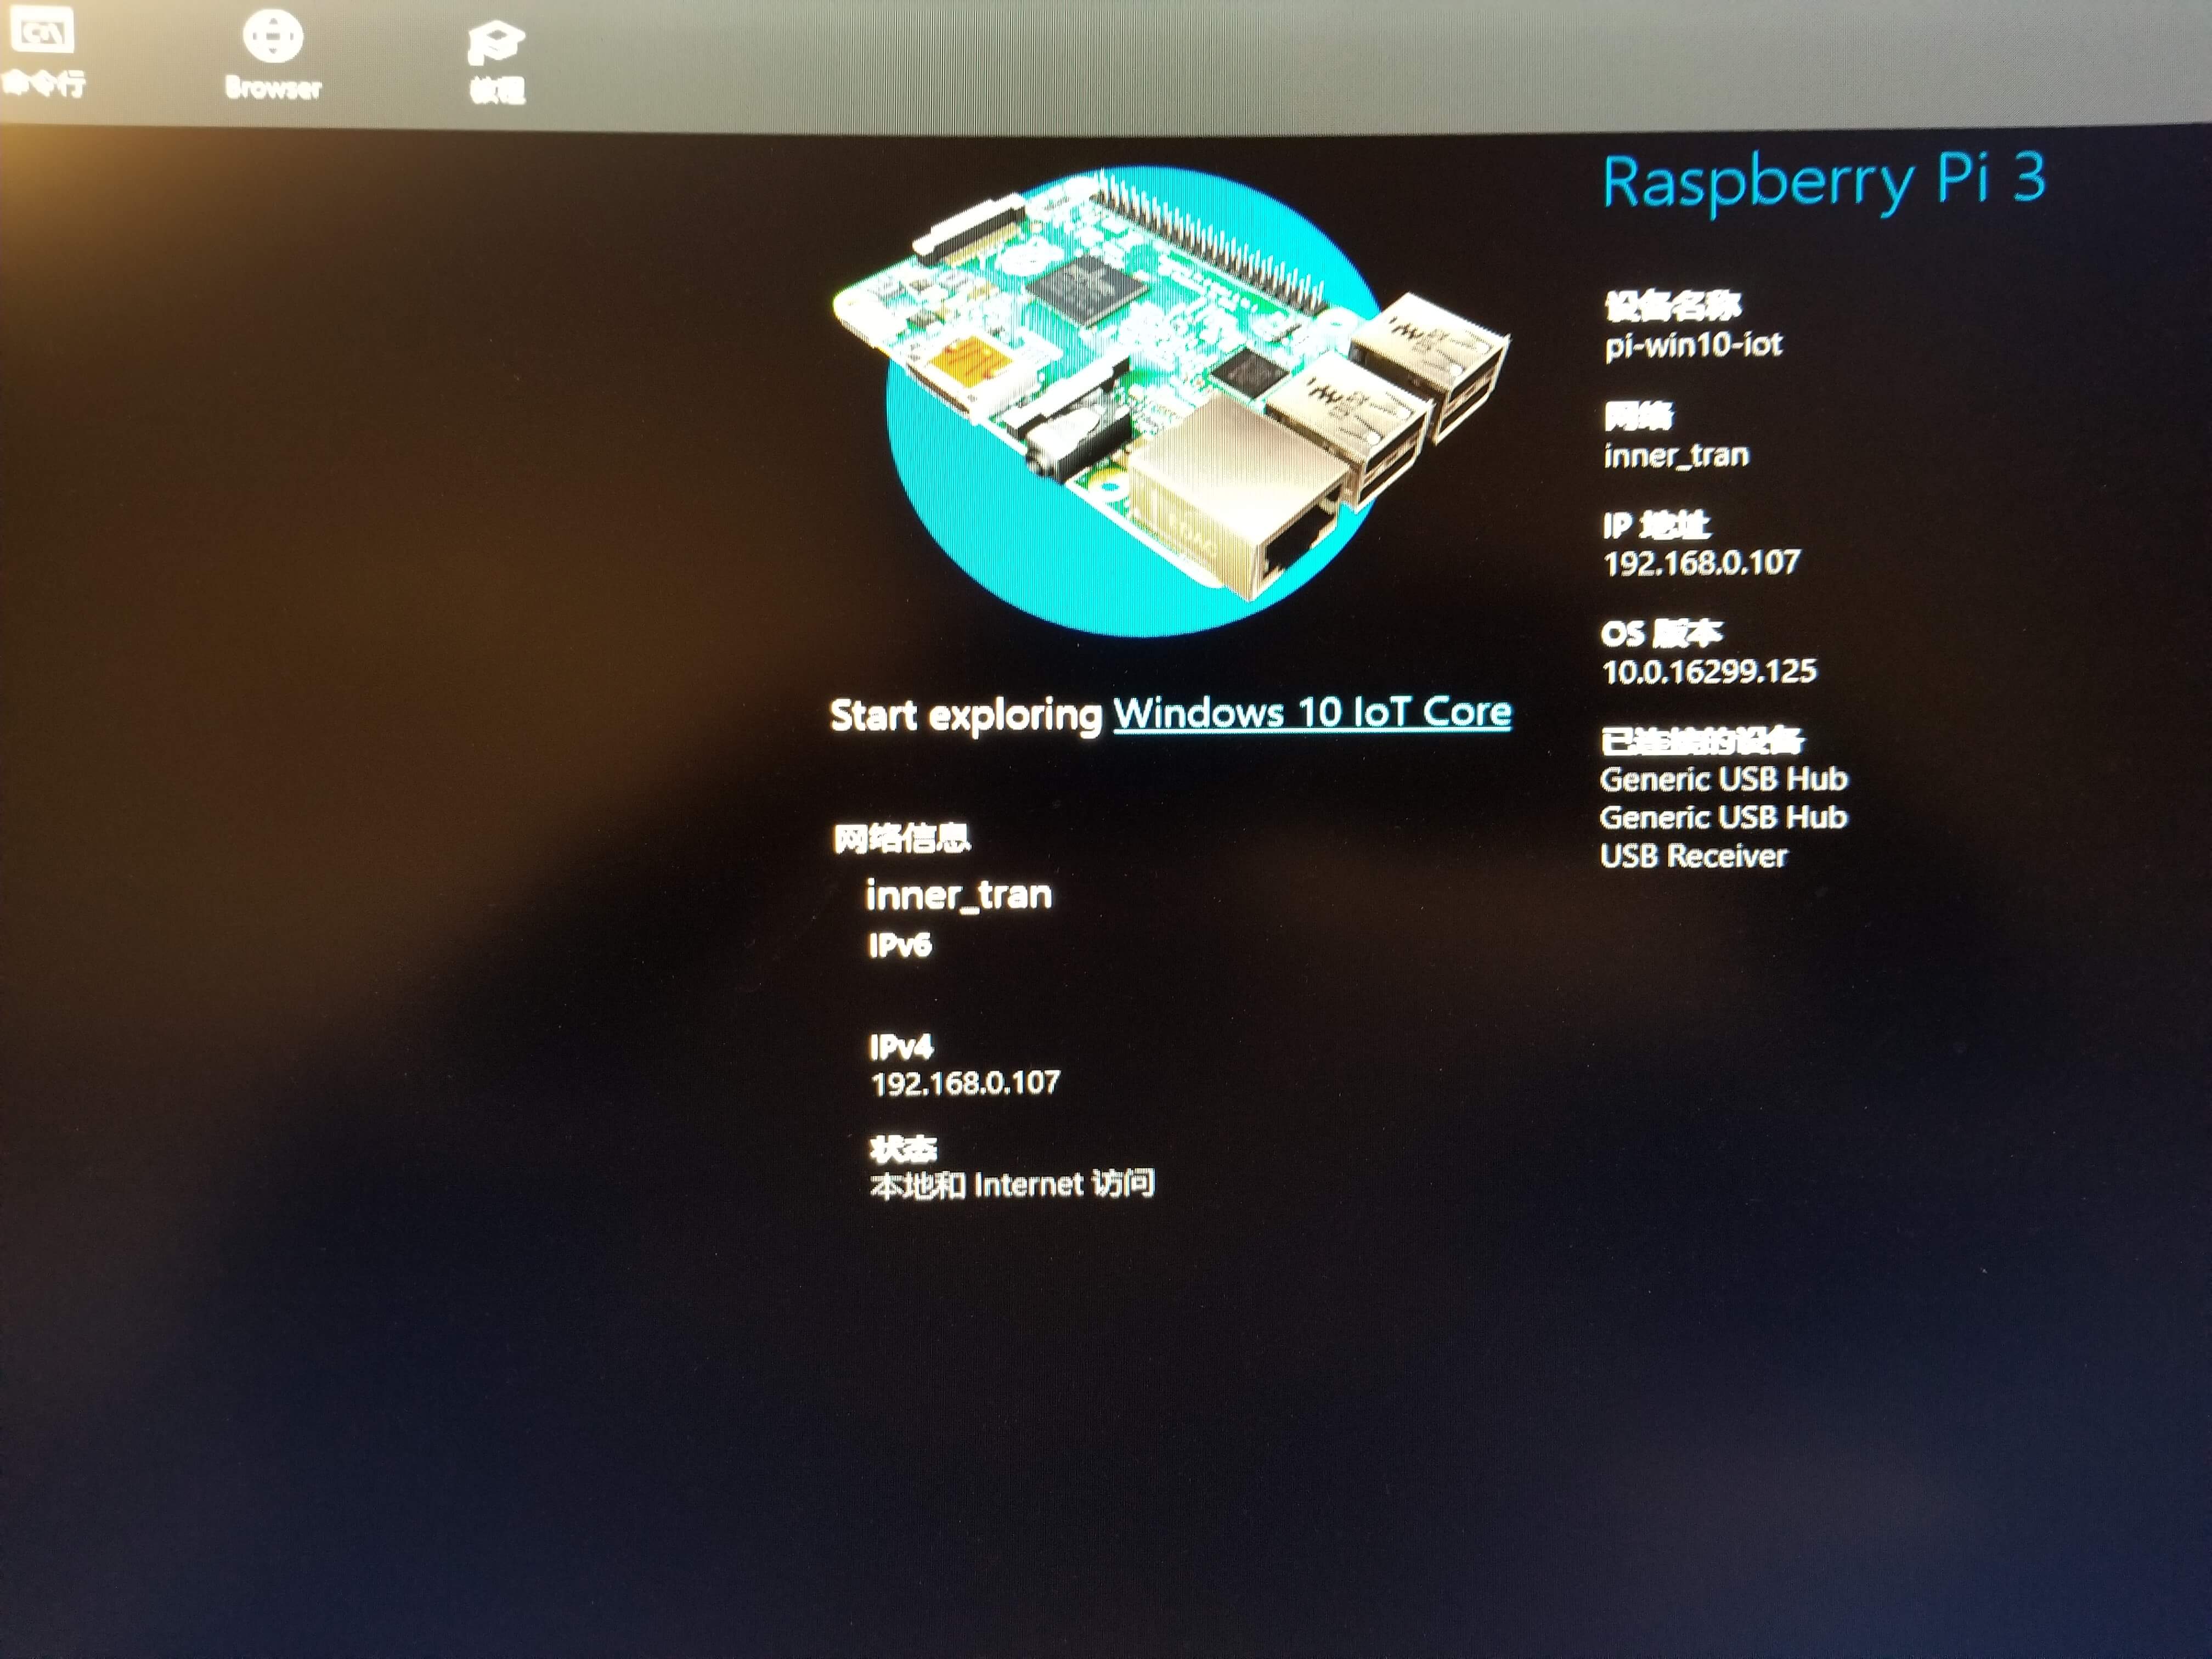 命令行
Browser
教程
Raspberry Pi 3
设备名称
pi-win10-iot
网络
inner_tran
IP 地址
192.168.0.107
OS 版本
10.0.16299.125
已连接的设备
Generic USB Hub
Generic USB Hub
USB Receiver
Start exploring Windows 10 IoT Core
网络信息
inner_tran
IPv6
IPv4
192.168.0.107
状态
本地和 Internet 访问